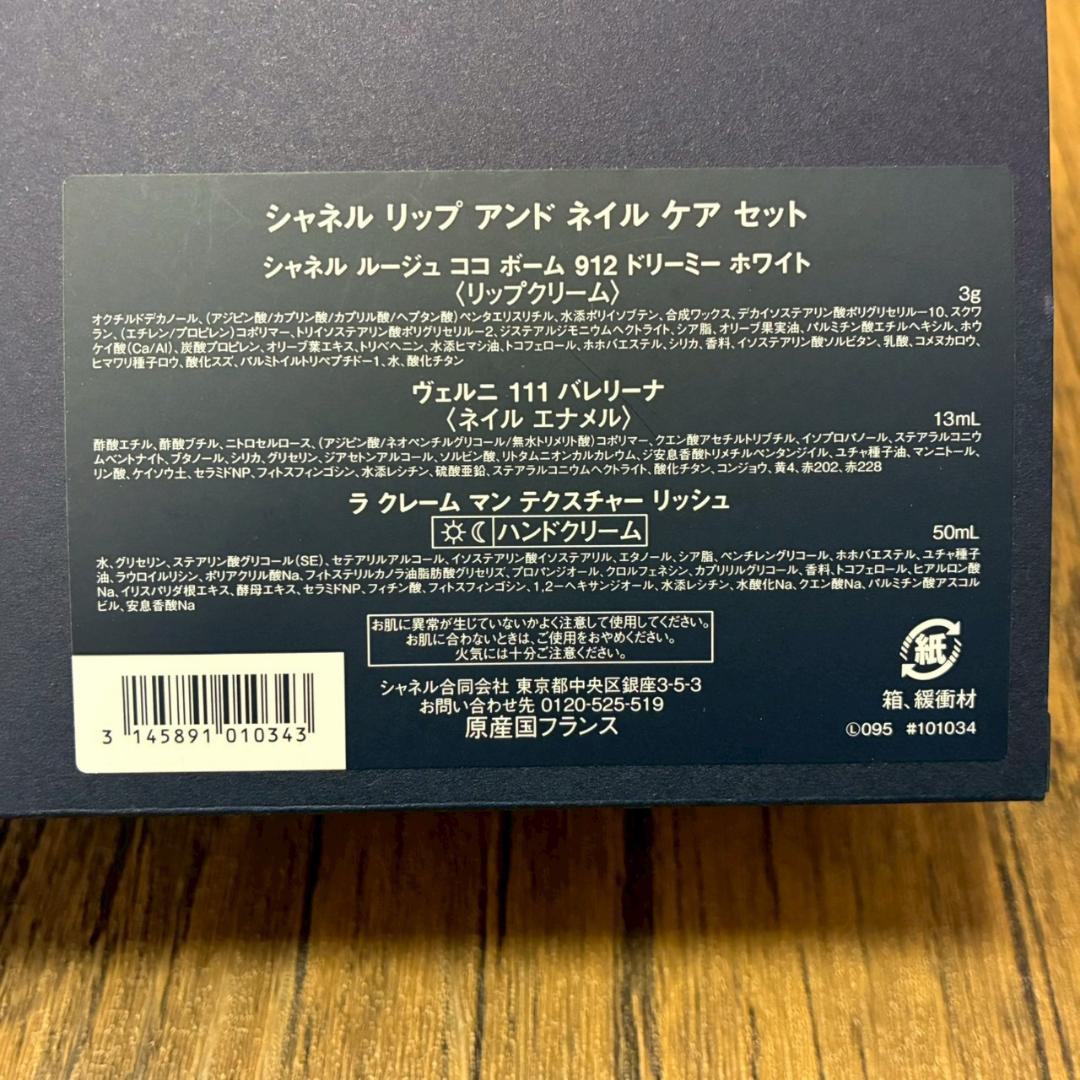 シャネル リップ アンド ネイル ケア セット
シャネル ルージュ ココ ボーム 912 ドリーミー ホワイト
〈リップクリーム〉
3g
オクチルドデカノール、(アジピン酸/カプリン酸/カプリル酸/ヘプタン酸)ペンタエリスリチル、水添ポリイソブテン、合成ワックス、デカイソステアリン酸ポリグリセリル-10、スクワ
ラン、(エチレン/プロピレン)コポリマー、トリイソステアリン酸ポリグリセリル-2、ジステアルジモニウムヘクトライト、シア脂、オリーブ果実油、パルミチン酸エチルヘキシル、ホウ
ケイ酸(Ca/Al)、炭酸プロピレン、オリーブ葉エキス、トリベヘニン、水添ヒマシ油、トコフェロール、ホホバエステル、シリカ、香料、イソステアリン酸ソルビタン、乳酸、コメヌカロウ、
ヒマワリ種子ロウ、酸化スズ、パルミトイルトリペプチド-1、水、酸化チタン
ヴェルニ 111 バレリーナ
〈ネイル エナメル〉
13mL
酢酸エチル、酢酸ブチル、ニトロセルロース、(アジピン酸/ネオペンチルグリコール/無水トリメリト酸)コポリマー、クエン酸アセチルトリブチル、イソプロパノール、ステアラルコニウ
ムベントナイト、ブタノール、シリカ、グリセリン、ジアセトンアルコール、ソルビン酸、リトタムニオンカルカレウム、ジ安息香酸トリメチルペンタンジイル、ユチャ種子油、マンニトール、
リン酸、ケイソウ土、セラミドNP、フィトスフィンゴシン、水添レシチン、硫酸亜鉛、ステアラルコニウムヘクトライト、酸化チタン、コンジョウ、黄4、赤202、赤228
ラ クレーム マン テクスチャー リッシュ
ハンドクリーム
50mL
水、グリセリン、ステアリン酸グリコール(SE)、セテアリルアルコール、イソステアリン酸イソステアリル、エタノール、シア脂、ペンチレングリコール、ホホバエステル、ユチャ種子
油、ラウロイルリシン、ポリアクリル酸Na、フィトステリルカノラ油脂肪酸グリセリズ、プロパンジオール、クロルフェネシン、カプリリルグリコール、香料、トコフェロール、ヒアルロン酸
Na、イリスパリダ根エキス、酵母エキス、セラミドNP、フィチン酸、フィトスフィンゴシン、1,2-ヘキサンジオール、水添レシチン、水酸化Na、クエン酸Na、パルミチン酸アスコル
ビル、安息香酸Na
お肌に異常が生じていないかよく注意して使用してください。
お肌に合わないときは、ご使用をおやめください。
火気には十分ご注意ください。
シャネル合同会社 東京都中央区銀座3-5-3
お問い合わせ先 0120-525-519
原産国フランス
紙
箱、緩衝材
Ⓛ095 #101034
3 145891 010343